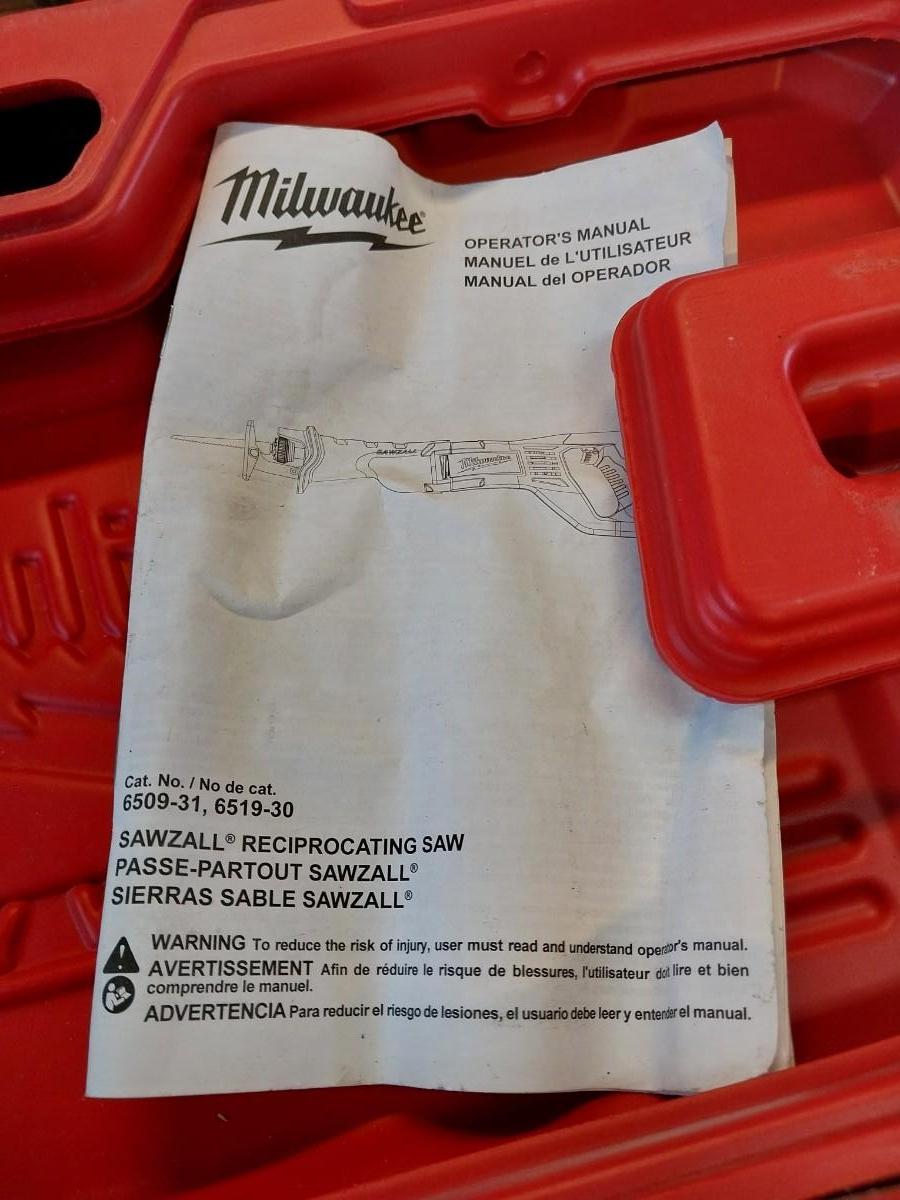 Milwaukee®
OPERATOR'S MANUAL
MANUEL de L'UTILISATEUR
MANUAL del OPERADOR
SAWZALL
Milwaukee
Cat. No. / No de cat.
6509-31, 6519-30
SAWZALL® RECIPROCATING SAW
PASSE-PARTOUT SAWZALL®
SIERRAS SABLE SAWZALL®
WARNING To reduce the risk of injury, user must read and understand operator's manual.
AVERTISSEMENT Afin de réduire le risque de blessures, l'utilisateur doit lire et bien
comprendre le manuel.
ADVERTENCIA Para reducir el riesgo de lesiones, el usuario debe leer y entender el manual.